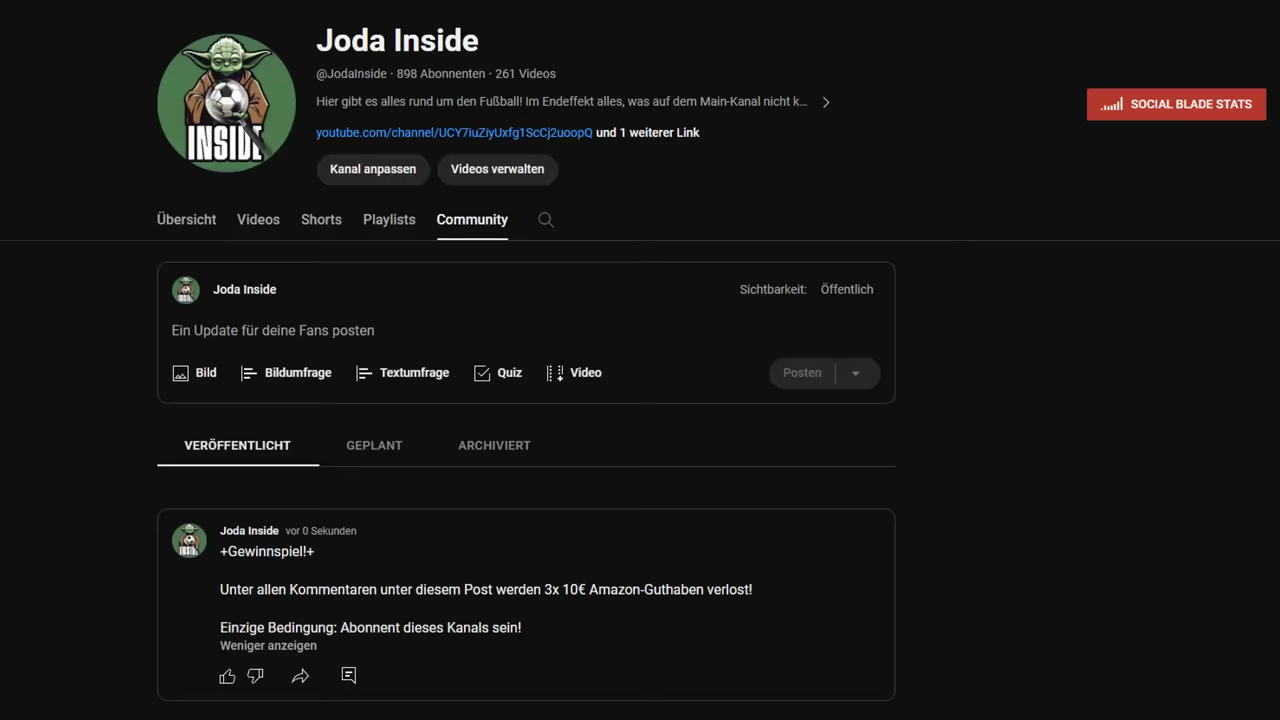 Joda Inside
@JodaInside · 898 Abonnenten · 261 Videos
Hier gibt es alles rund um den Fußball! Im Endeffekt alles, was auf dem Main-Kanal nicht k...
youtube.com/channel/UCY7iuZiyUxfg1ScCj2uoopQ und 1 weiterer Link
Kanal anpassen
Videos verwalten
SOCIAL BLADE STATS
INSIDE
Übersicht
Videos
Shorts
Playlists
Community
Joda Inside
Sichtbarkeit: Öffentlich
Ein Update für deine Fans posten
Bild
Bildumfrage
Textumfrage
Quiz
Video
Posten
VERÖFFENTLICHT
GEPLANT
ARCHIVIERT
Joda Inside vor 0 Sekunden
+Gewinnspiel!+
Unter allen Kommentaren unter diesem Post werden 3x 10€ Amazon-Guthaben verlost!
Einzige Bedingung: Abonnent dieses Kanals sein!
Weniger anzeigen